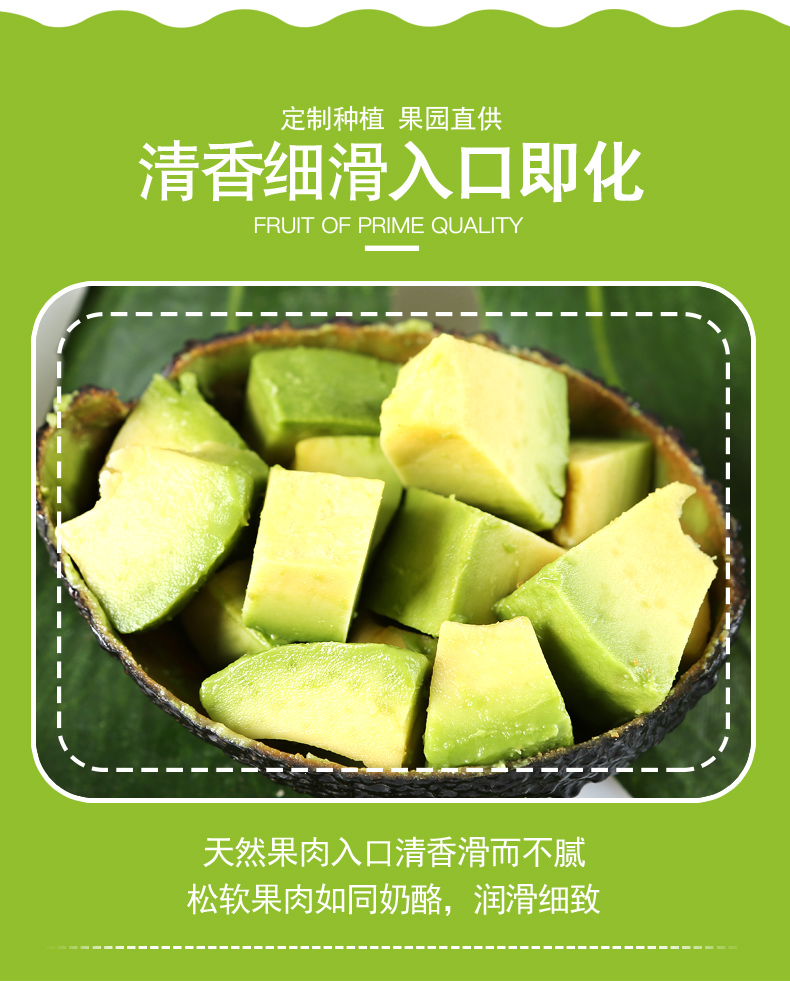 定制种植 果园直供
清香细滑入口即化
FRUIT OF PRIME QUALITY
天然果肉入口清香滑而不腻
松软果肉如同奶酪，润滑细致